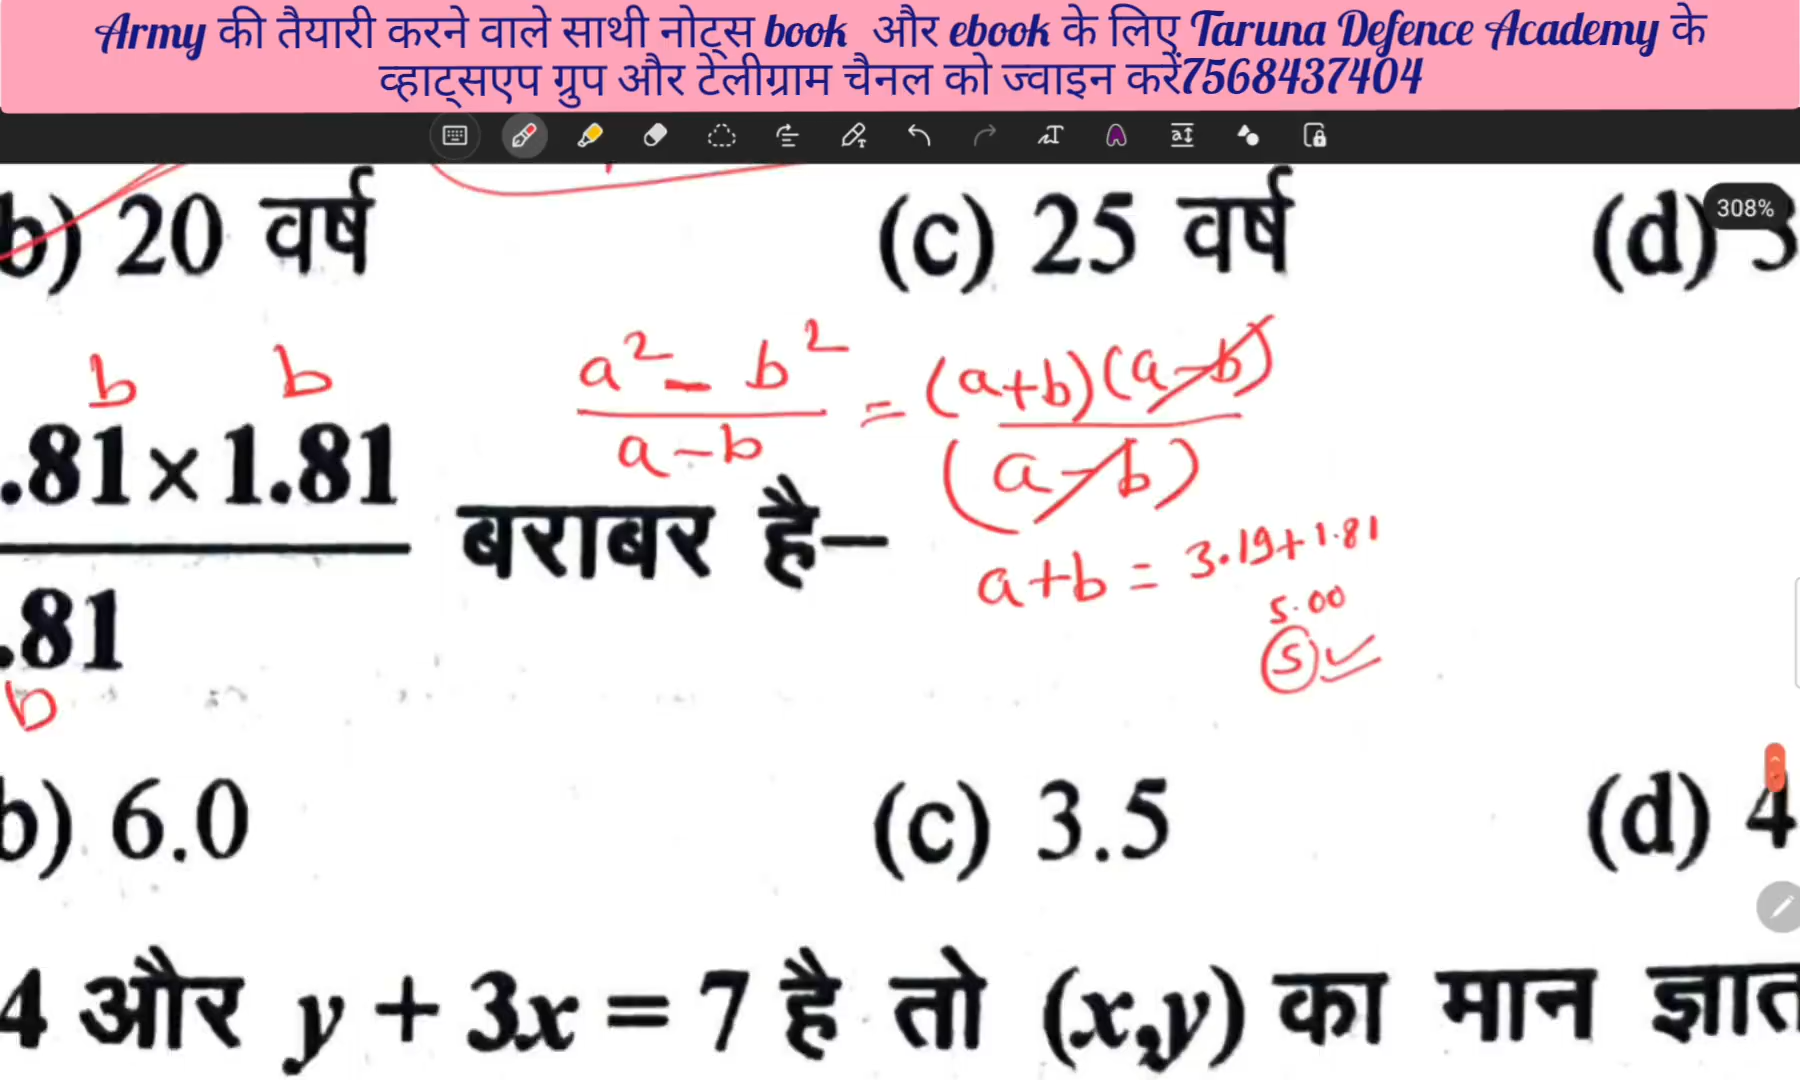 Army की तैयारी करने वाले साथी नोट्स book और ebook के लिए Taruna Defence Academy के
व्हाट्सएप ग्रुप और टेलीग्राम चैनल को ज्वाइन करें7568437404
308%
b) 20 वर्ष (c) 25 वर्ष (d)
b b
.81×1.81
.81
b
बराबर है–
a² - b² = (a+b)(a-b)
a-b (a-b)
a+b = 3.19+1.81
5.00
5
b) 6.0 (c) 3.5 (d) 4
4 और y + 3x = 7 है तो (x,y) का मान ज्ञात